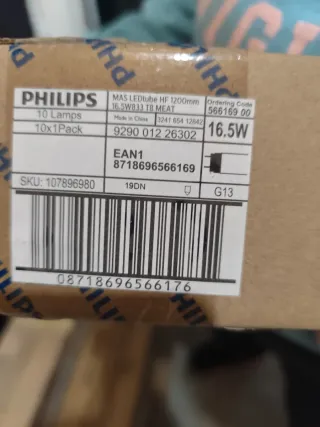 PHILIPS
MAS LEDtube HF 1200mm
16.5W833 T8 MEAT
Ordering Code
566169 00
10 Lamps
10x1Pack
Made in China
9290 012 26302
16.5W
EAN1
8718696566169
SKU: 107896980
19DN
G13
08718696566176